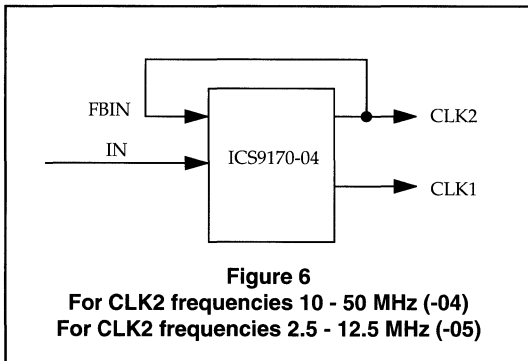 FBIN
CLK2
IN
ICS9170-04
CLK1
Figure 6
For CLK2 frequencies 10 - 50 MHz (-04)
For CLK2 frequencies 2.5 - 12.5 MHz (-05)